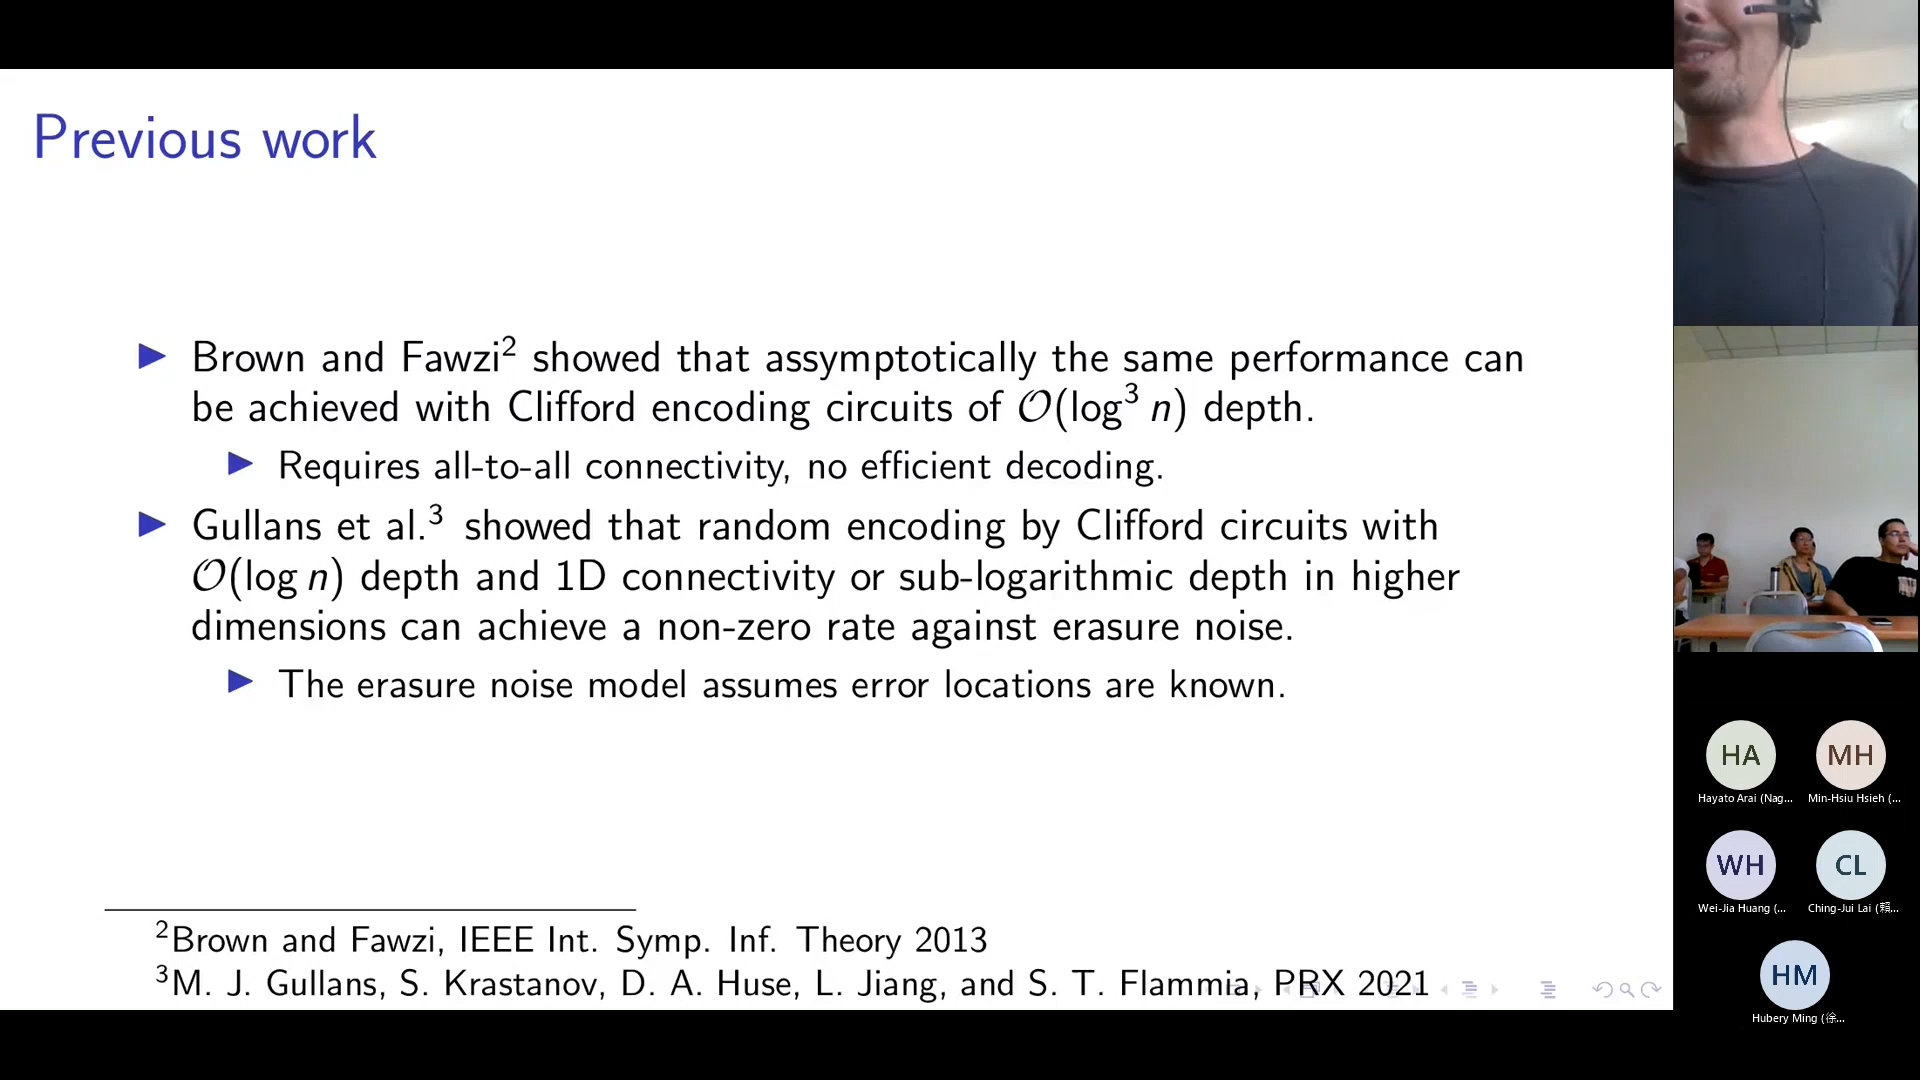 Previous work
▶ Brown and Fawzi² showed that assymptotically the same performance can
be achieved with Clifford encoding circuits of 𝒪(log³ n) depth.
▶ Requires all-to-all connectivity, no efficient decoding.
▶ Gullans et al.³ showed that random encoding by Clifford circuits with
𝒪(log n) depth and 1D connectivity or sub-logarithmic depth in higher
dimensions can achieve a non-zero rate against erasure noise.
▶ The erasure noise model assumes error locations are known.
²Brown and Fawzi, IEEE Int. Symp. Inf. Theory 2013
³M. J. Gullans, S. Krastanov, D. A. Huse, L. Jiang, and S. T. Flammia, PRX 2021
HA
Hayato Arai (Nag...
MH
Min-Hsiu Hsieh (...
WH
Wei-Jia Huang (...
CL
Ching-Jui Lai (賴...
HM
Hubery Ming (徐...